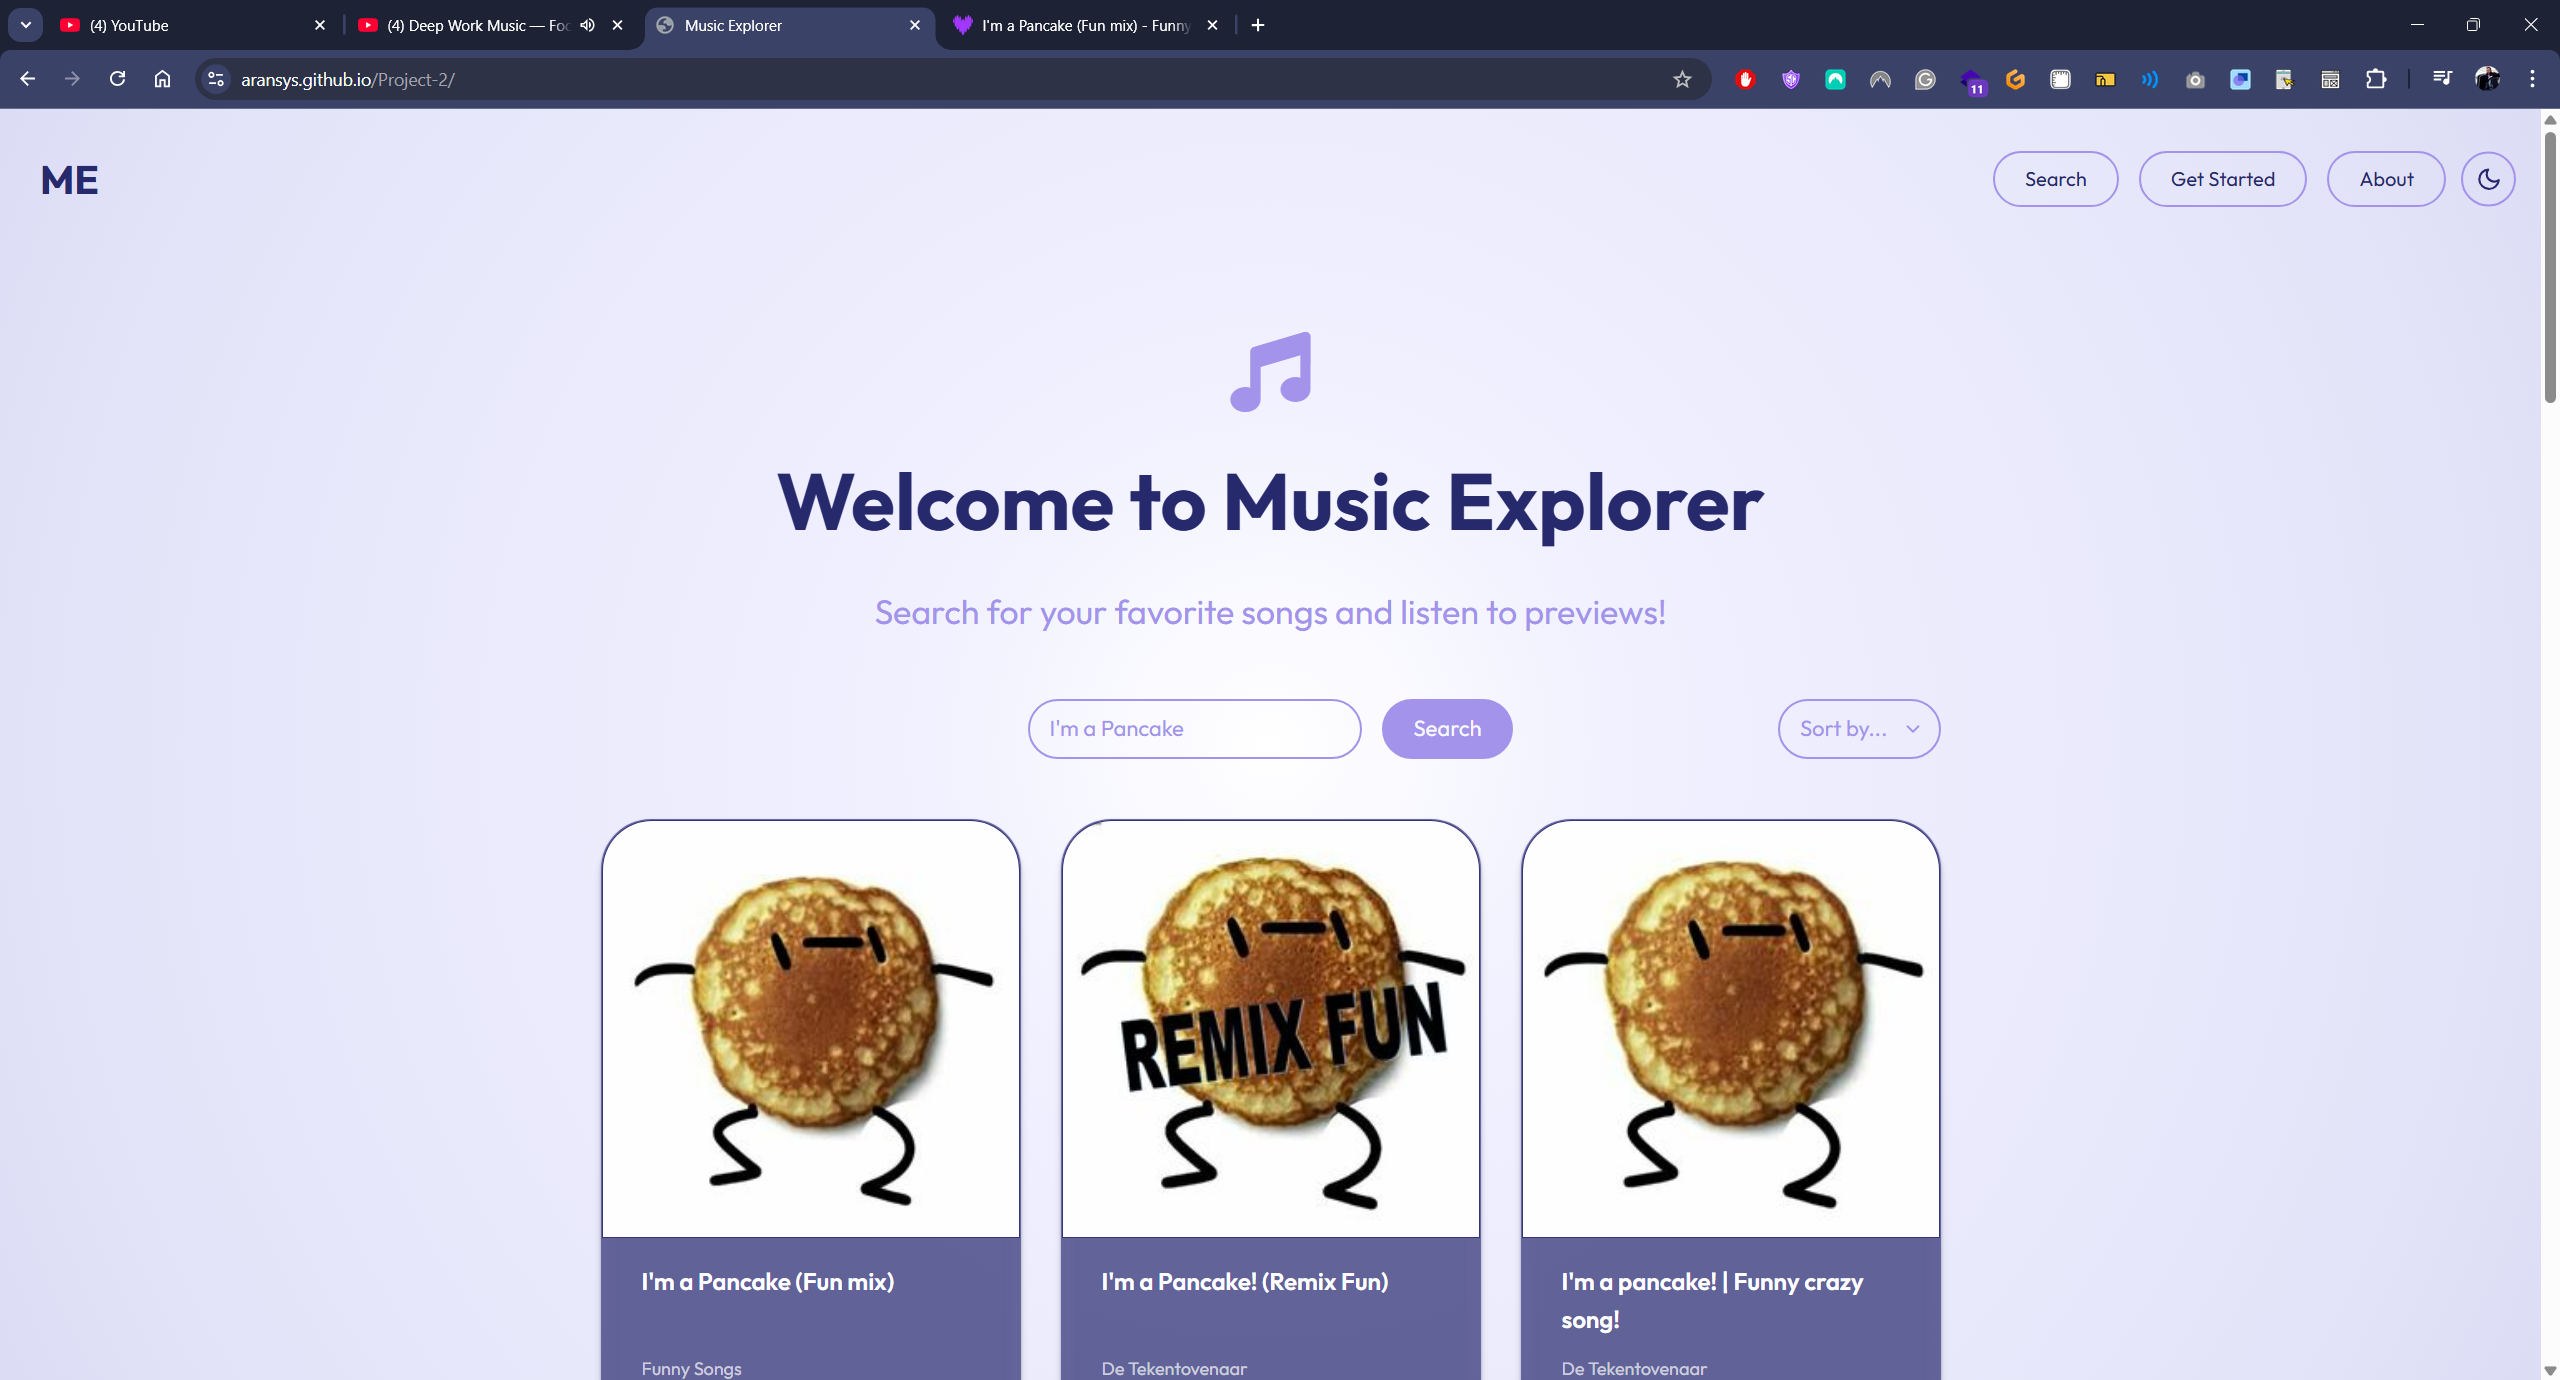 (4) YouTube
(4) Deep Work Music — Foc
Music Explorer
I'm a Pancake (Fun mix) - Funny
aransys.github.io/Project-2/
11
ME
Search
Get Started
About
Welcome to Music Explorer
Search for your favorite songs and listen to previews!
I'm a Pancake
Search
Sort by...
REMIX FUN
I'm a Pancake (Fun mix)
I'm a Pancake! (Remix Fun)
I'm a pancake! | Funny crazy
song!
Funny Songs
De Tekentovenaar
De Tekentovenaar